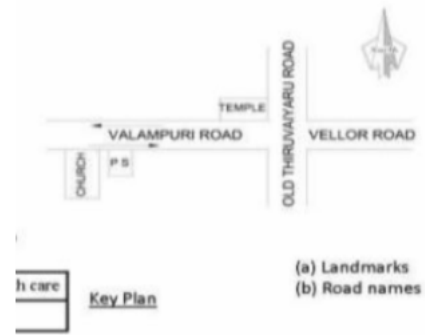 TEMPLE
VALAMPURI ROAD
VELLOR ROAD
OLD THIRUVAIYARU ROAD
CHURCH
P S
h care
Key Plan
(a) Landmarks
(b) Road names